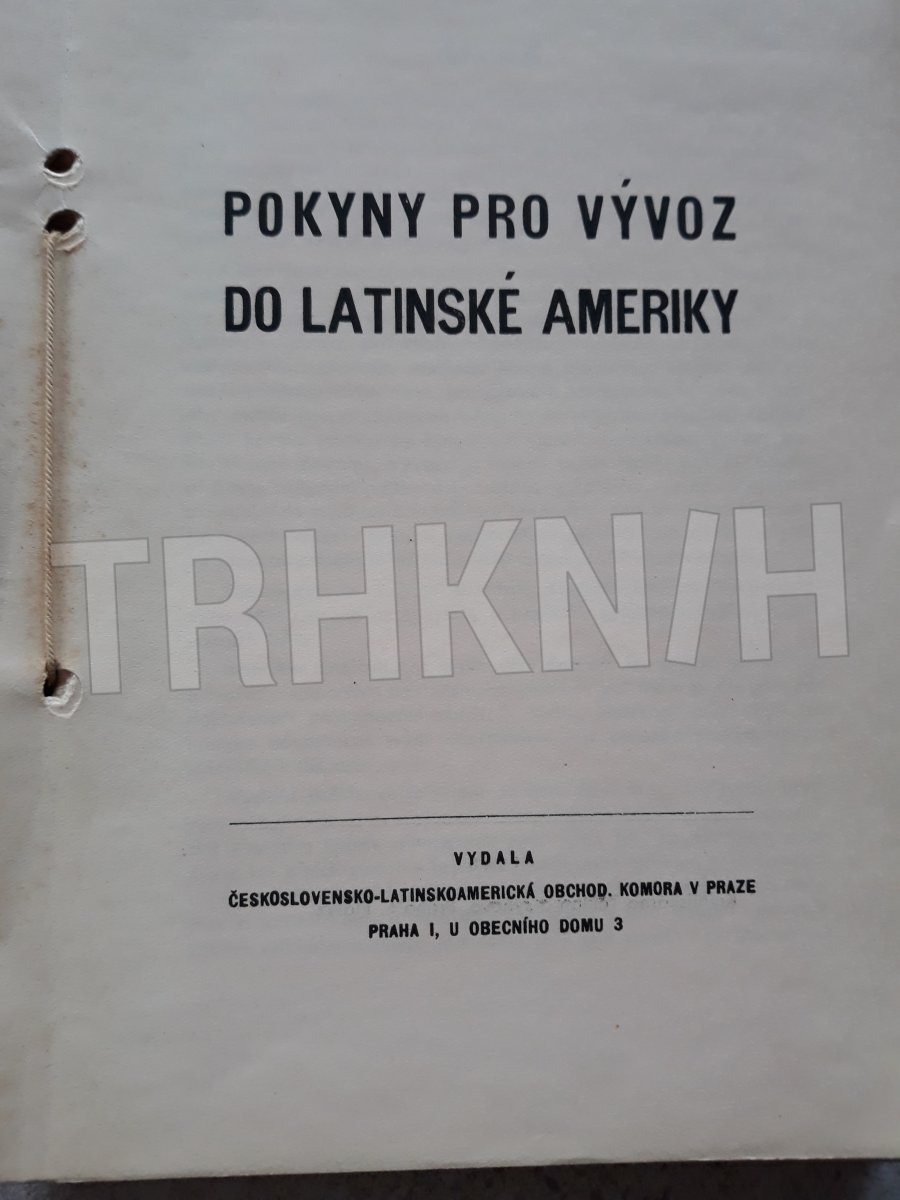 POKYNY PRO VÝVOZ
DO LATINSKÉ AMERIKY
TRHKNIH
VYDALA
ČESKOSLOVENSKO-LATINSKOAMERICKÁ OBCHOD. KOMORA V PRAZE
PRAHA I, U OBECNÍHO DOMU 3